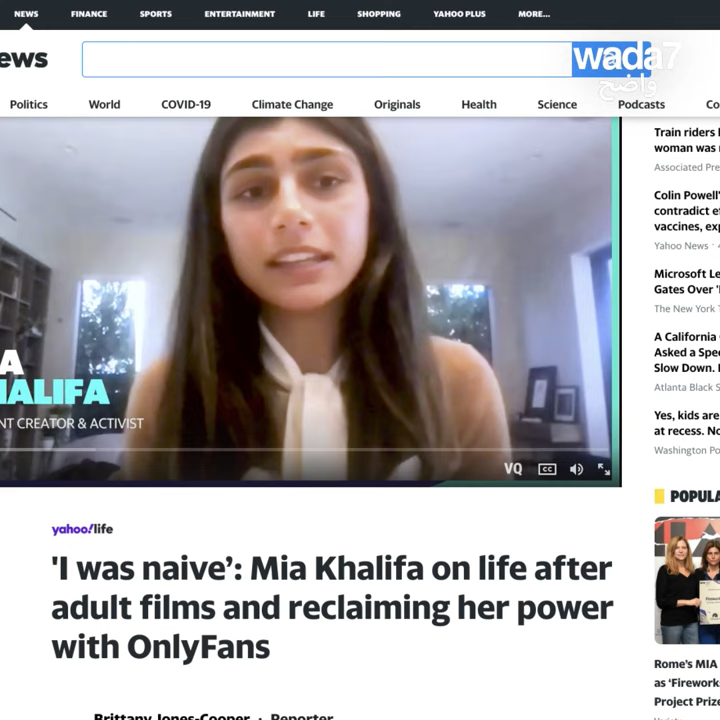 NEWS FINANCE SPORTS ENTERTAINMENT LIFE SHOPPING YAHOO PLUS MORE...
ews
wada7
واضح
Politics World COVID-19 Climate Change Originals Health Science Podcasts Co
Train riders
woman was
Associated Pre
Colin Powell'
contradict e
vaccines, ex
Yahoo News
Microsoft Le
Gates Over
The New York
A California
Asked a Spe
Slow Down.
Atlanta Black S
Yes, kids are
at recess. No
Washington Po
A
HALIFA
NT CREATOR & ACTIVIST
VQ CC
POPULA
yahoo!life
'I was naive’: Mia Khalifa on life after
adult films and reclaiming her power
with OnlyFans
Brittany Jones-Cooper · Reporter
Rome's MIA
as ‘Firework
Project Prize
Variety